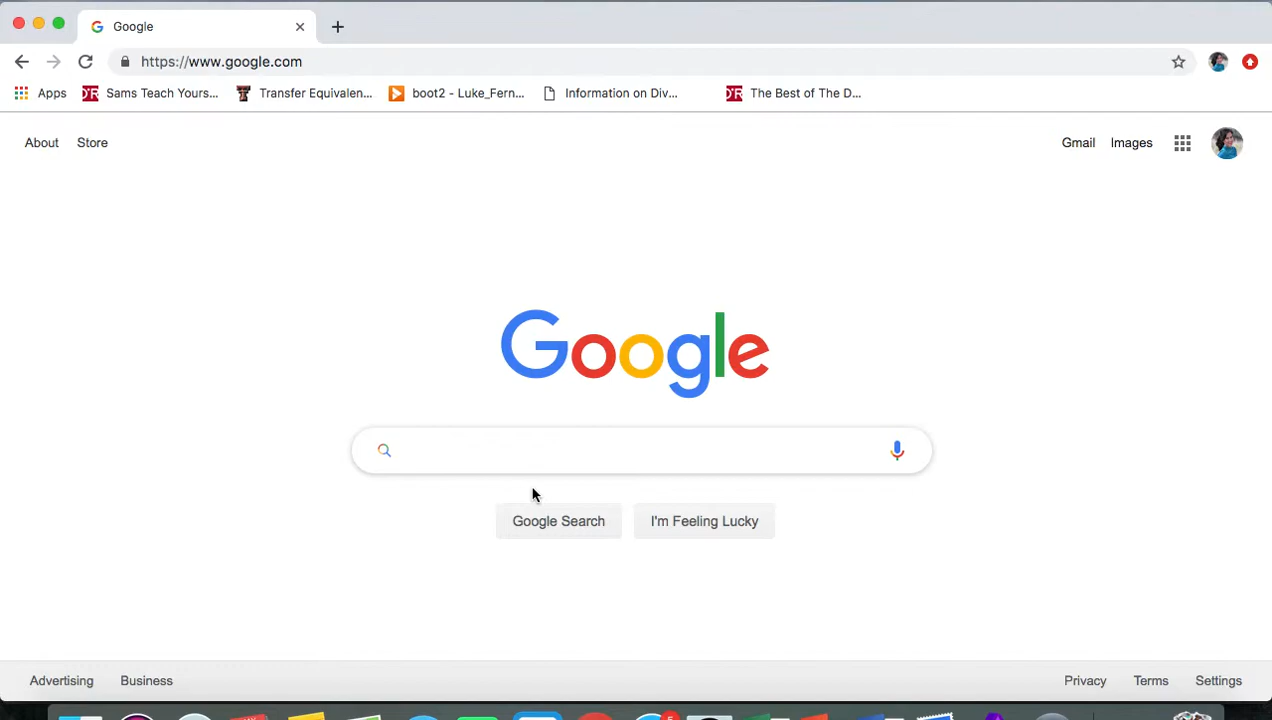 Google
https://www.google.com
Apps Sams Teach Yours... Transfer Equivalen... boot2 - Luke_Fern... Information on Div... The Best of The D...
About Store Gmail Images
Google
Google Search I'm Feeling Lucky
Advertising Business Privacy Terms Settings